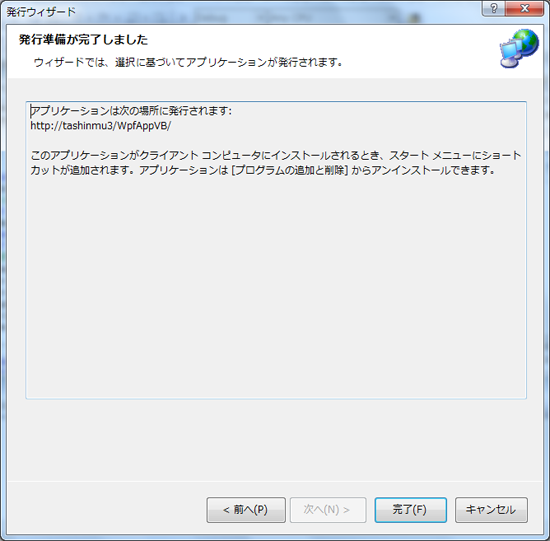 発行ウィザード
発行準備が完了しました
ウィザードでは、選択に基づいてアプリケーションが発行されます。
アプリケーションは次の場所に発行されます:
http://tashinmu3/WpfAppVB/
このアプリケーションがクライアント コンピュータにインストールされるとき、スタート メニューにショート
カットが追加されます。アプリケーションは [プログラムの追加と削除] からアンインストールできます。
< 前へ(P)
次へ(N) >
完了(F)
キャンセル